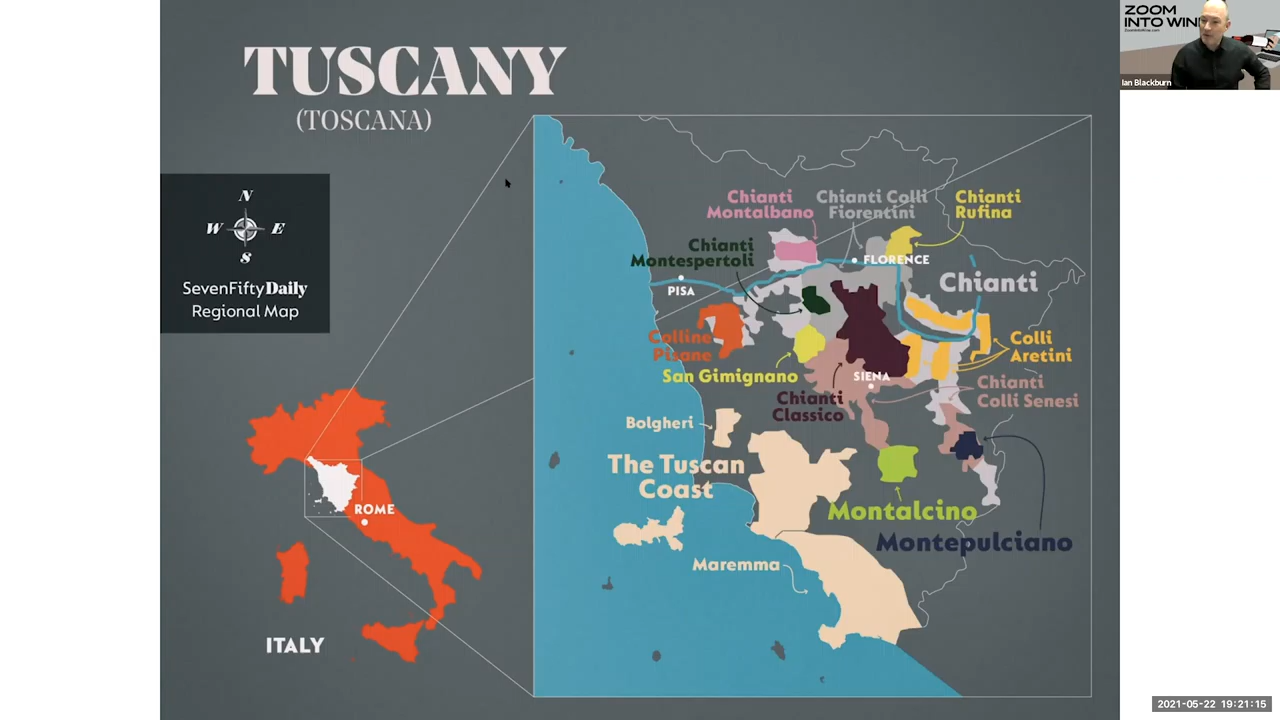 TUSCANY
(TOSCANA)
N
W E
S
SevenFiftyDaily
Regional Map
ITALY
ROME
Chianti
Montalbano
Chianti Colli
Fiorentini
Chianti
Rufina
Chianti
Montespertoli
FLORENCE
PISA
Chianti
Colline
Pisane
San Gimignano
SIENA
Colli
Aretini
Chianti
Classico
Chianti
Colli Senesi
Bolgheri
The Tuscan
Coast
Montalcino
Montepulciano
Maremma
ZOOM
INTO WIN
Ian Blackburn
2021-05-22 19:21:15